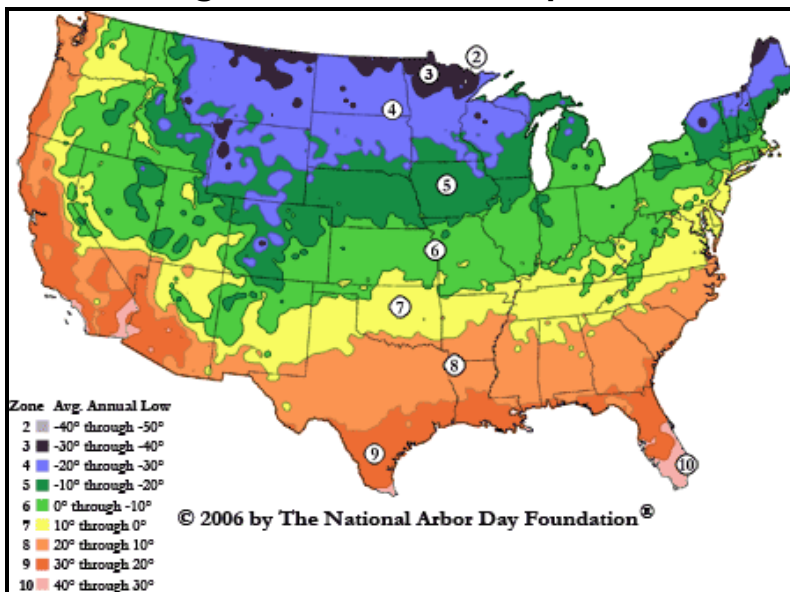 2
3
4
5
6
7
8
9
10
Zone Avg. Annual Low
2 -40° through -50°
3 -30° through -40°
4 -20° through -30°
5 -10° through -20°
6 0° through -10°
7 10° through 0°
8 20° through 10°
9 30° through 20°
10 40° through 30°
© 2006 by The National Arbor Day Foundation®